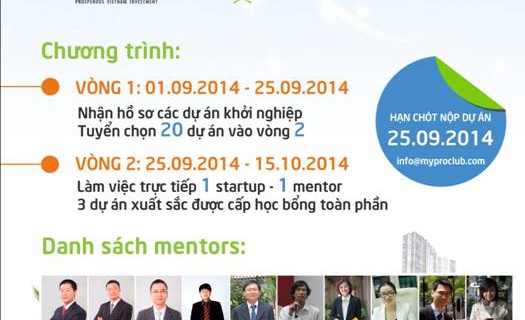 PROSPEROUS VIETNAM INVESTMENT
Chương trình:
VÒNG 1: 01.09.2014 - 25.09.2014
Nhận hồ sơ các dự án khởi nghiệp
Tuyển chọn 20 dự án vào vòng 2
HẠN CHÓT NỘP DỰ ÁN
25.09.2014
info@myproclub.com
VÒNG 2: 25.09.2014 - 15.10.2014
Làm việc trực tiếp 1 startup - 1 mentor
3 dự án xuất sắc được cấp học bổng toàn phần
Danh sách mentors: